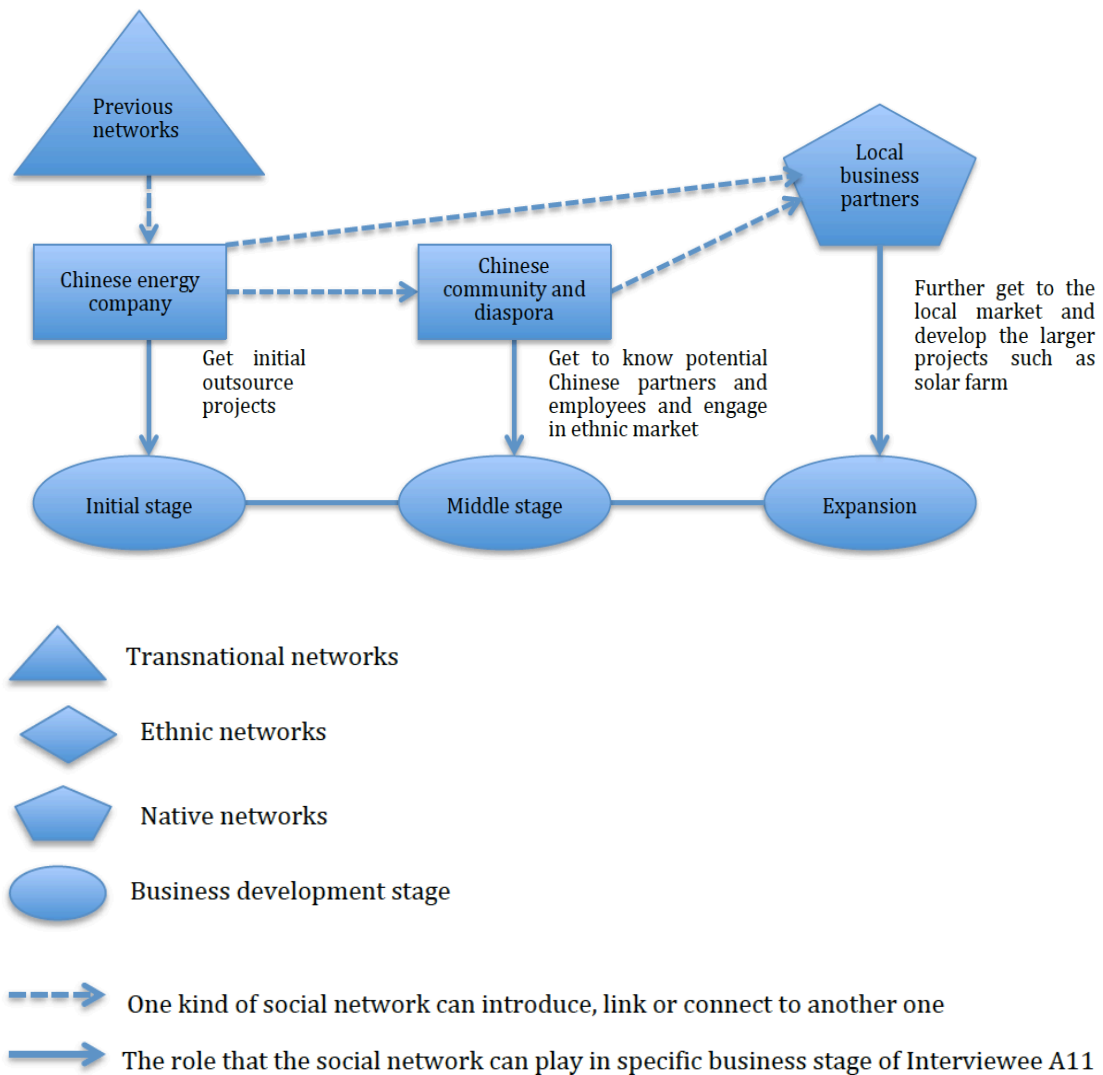 Previous
networks
Local
business
partners
Chinese energy
company
Chinese
community and
diaspora
Get initial
outsource
projects
Get to know potential
Chinese partners and
employees and engage
in ethnic market
Further get to the
local market and
develop the larger
projects such as
solar farm
Initial stage
Middle stage
Expansion
Transnational networks
Ethnic networks
Native networks
Business development stage
One kind of social network can introduce, link or connect to another one
The role that the social network can play in specific business stage of Interviewee A11